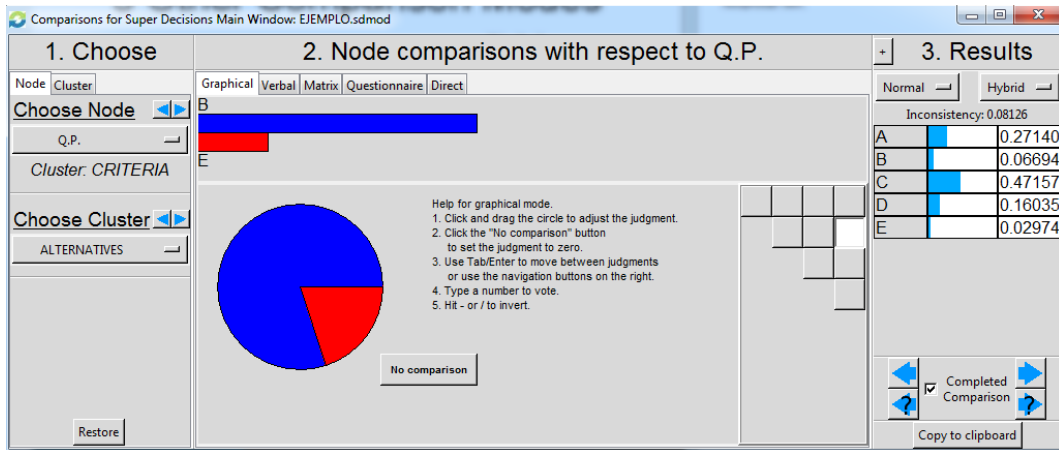 Comparisons for Super Decisions Main Window: EJEMPLO.sdmod
1. Choose
Node Cluster
Choose Node
Q.P.
Cluster: CRITERIA
Choose Cluster
ALTERNATIVES
Restore
2. Node comparisons with respect to Q.P.
Graphical Verbal Matrix Questionnaire Direct
B
E
Help for graphical mode.
1. Click and drag the circle to adjust the judgment.
2. Click the "No comparison" button
to set the judgment to zero.
3. Use Tab/Enter to move between judgments
or use the navigation buttons on the right.
4. Type a number to vote.
5. Hit - or / to invert.
No comparison
+ 3. Results
Normal Hybrid
Inconsistency: 0.08126
A 0.27140
B 0.06694
C 0.47157
D 0.16035
E 0.02974
Completed
Comparison
? ?
Copy to clipboard